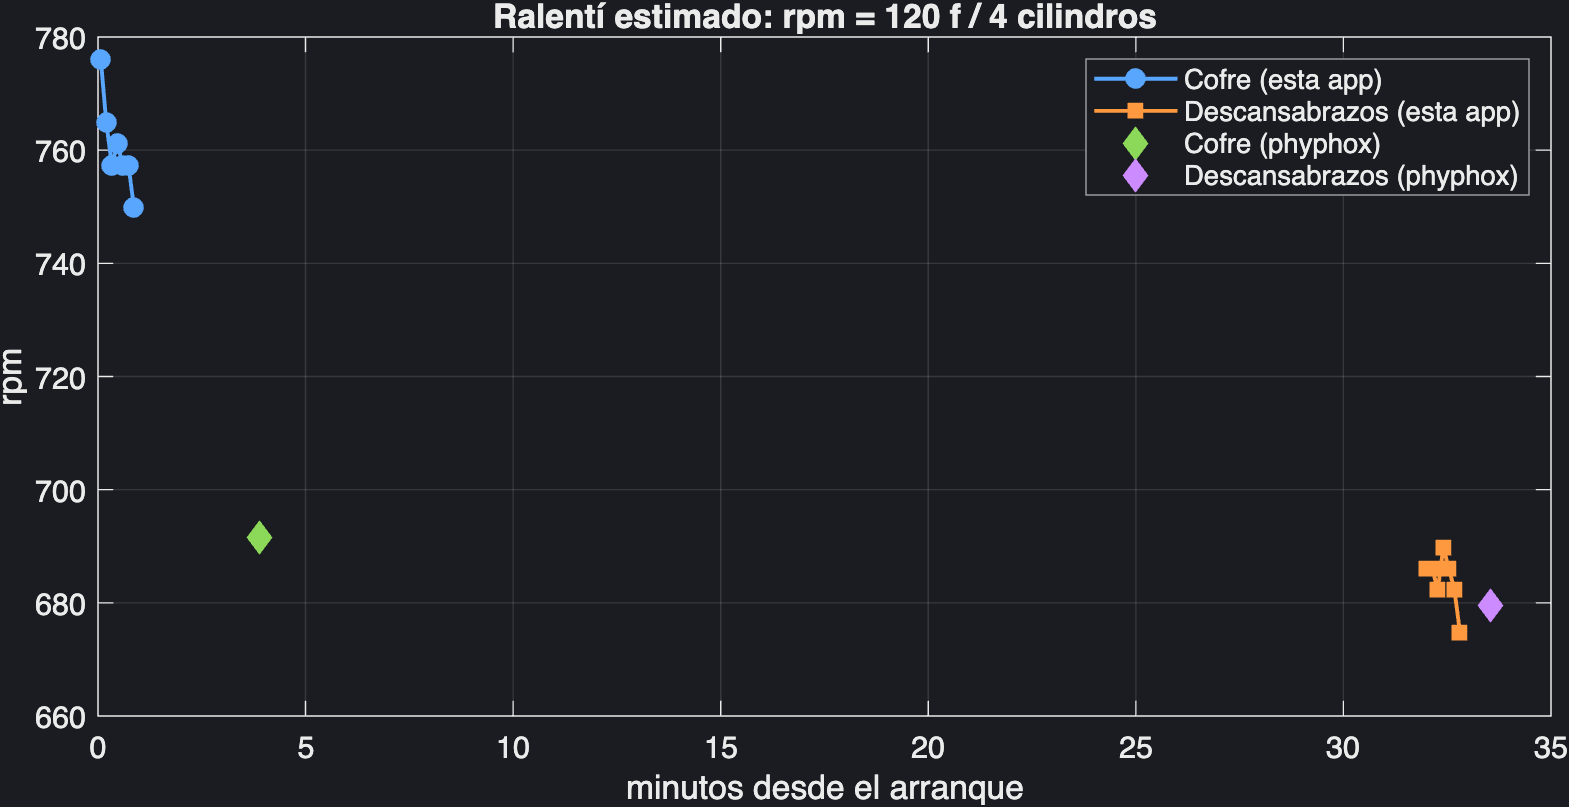 Ralentí estimado: rpm = 120 f / 4 cilindros
780
760
740
720
700
680
660
rpm
Cofre (esta app)
Descansabrazos (esta app)
Cofre (phyphox)
Descansabrazos (phyphox)
0 5 10 15 20 25 30 35
minutos desde el arranque